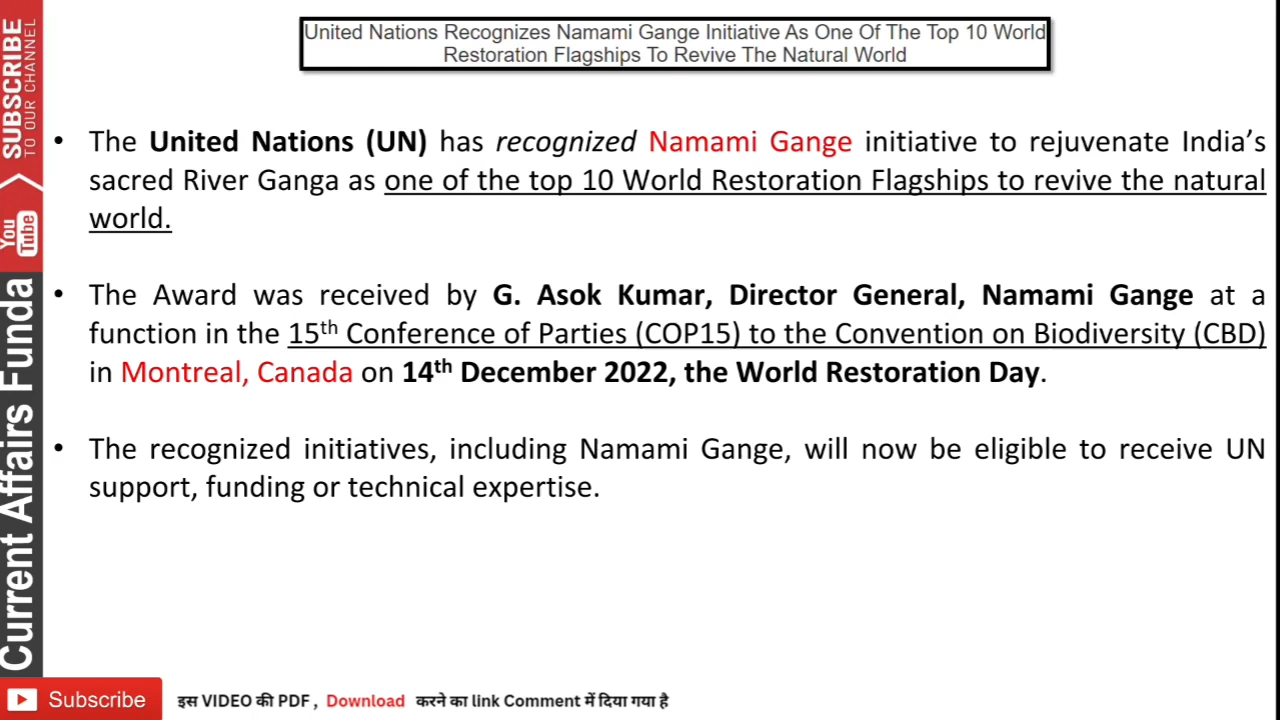 United Nations Recognizes Namami Gange Initiative As One Of The Top 10 World
Restoration Flagships To Revive The Natural World
SUBSCRIBE
TO OUR CHANNEL
You
Tube
Current Affairs Funda
• The United Nations (UN) has recognized Namami Gange initiative to rejuvenate India’s
sacred River Ganga as one of the top 10 World Restoration Flagships to revive the natural
world.
• The Award was received by G. Asok Kumar, Director General, Namami Gange at a
function in the 15th Conference of Parties (COP15) to the Convention on Biodiversity (CBD)
in Montreal, Canada on 14th December 2022, the World Restoration Day.
• The recognized initiatives, including Namami Gange, will now be eligible to receive UN
support, funding or technical expertise.
Subscribe
इस VIDEO की PDF , Download करने का link Comment में दिया गया है